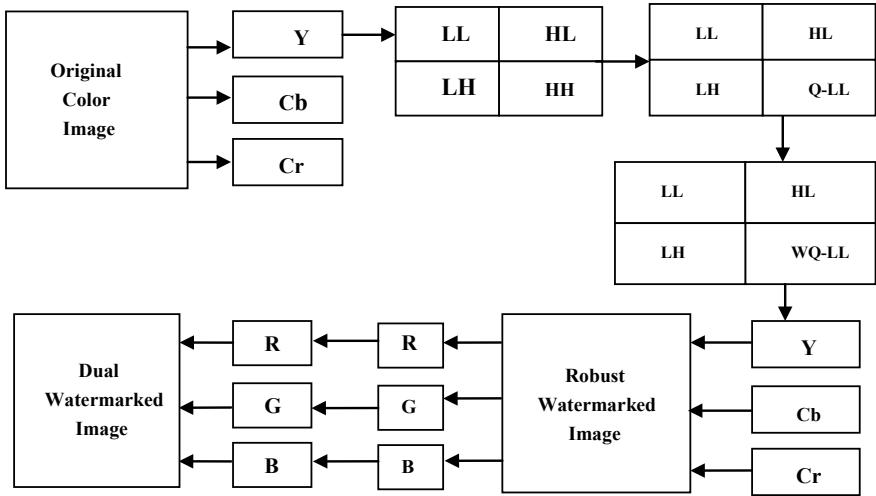 Original
Color
Image
Y
Cb
Cr
LL HL
LH HH
LL HL
LH Q-LL
LL HL
LH WQ-LL
Y
Cb
Cr
Robust
Watermarked
Image
R
G
B
R
G
B
Dual
Watermarked
Image